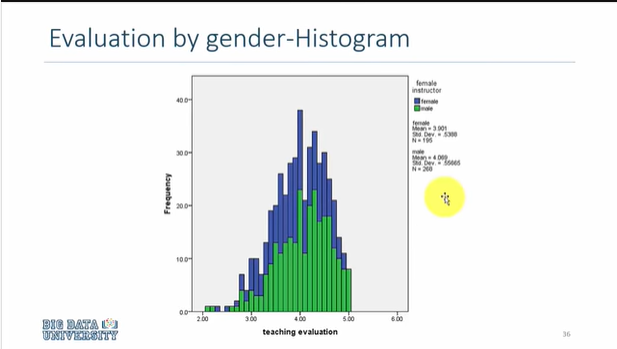 Evaluation by gender-Histogram
female
instructor
female
male
female
Mean = 3.901
Std. Dev. = .5388
N = 195
male
Mean = 4.069
Std. Dev. = .55665
N = 268
Frequency
40.0
30.0
20.0
10.0
0.0
2.00 3.00 4.00 5.00 6.00
teaching evaluation
BIG DATA
UNIVERSITY
36